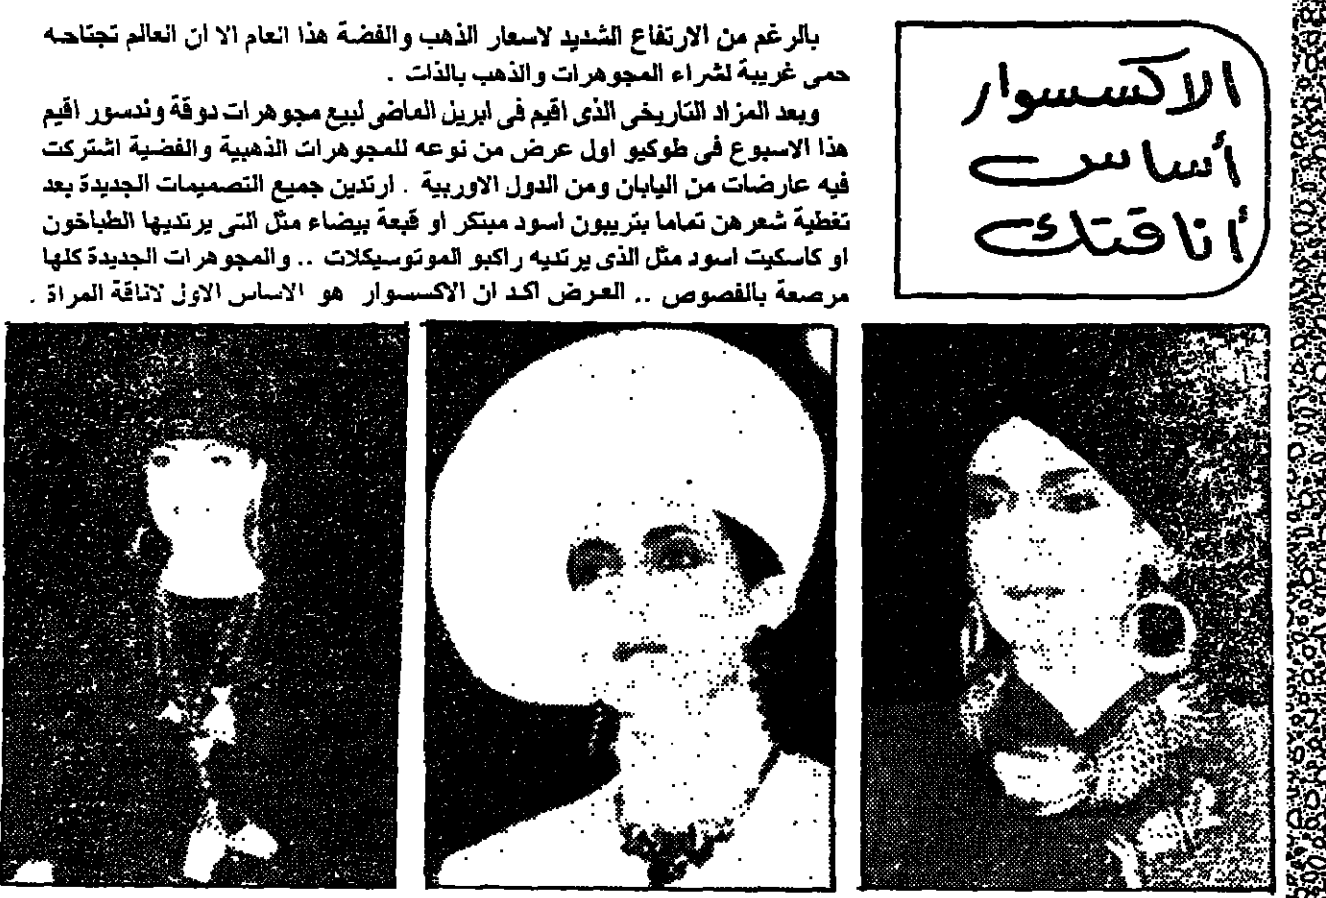 الاكسسوار
أساس
أناقتك
بالرغم من الارتفاع الشديد لاسعار الذهب والفضة هذا العام الا ان العالم تجتاحه
حمى غريبة لشراء المجوهرات والذهب بالذات .
وبعد المزاد التاريخى الذى اقيم فى ابريل الماضى لبيع مجوهرات دوقة وندسور اقيم
هذا الاسبوع فى طوكيو اول عرض من نوعه للمجوهرات الذهبية والفضية اشتركت
فيه عارضات من اليابان ومن الدول الاوربية . ارتدين جميع التصميمات الجديدة بعد
تغطية شعرهن تماما بتريبون اسود مبتكر او قبعة بيضاء مثل التى يرتديها الطباخون
او كاسكيت اسود مثل الذى يرتديه راكبو الموتوسيكلات .. والمجوهرات الجديدة كلها
مرصعة بالفصوص .. العرض اكد ان الاكسسوار هو الاساس الاول لاناقة المراة .